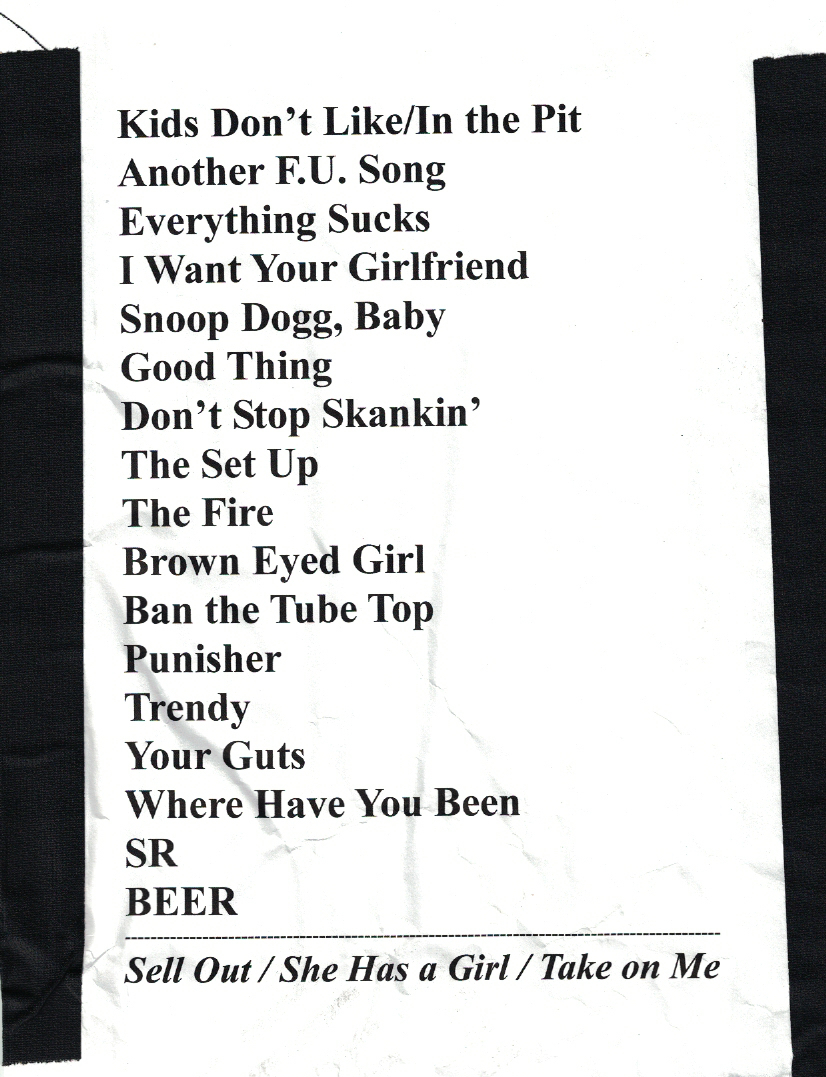 Kids Don't Like/In the Pit
Another F.U. Song
Everything Sucks
I Want Your Girlfriend
Snoop Dogg, Baby
Good Thing
Don't Stop Skankin'
The Set Up
The Fire
Brown Eyed Girl
Ban the Tube Top
Punisher
Trendy
Your Guts
Where Have You Been
SR
BEER
Sell Out / She Has a Girl / Take on Me